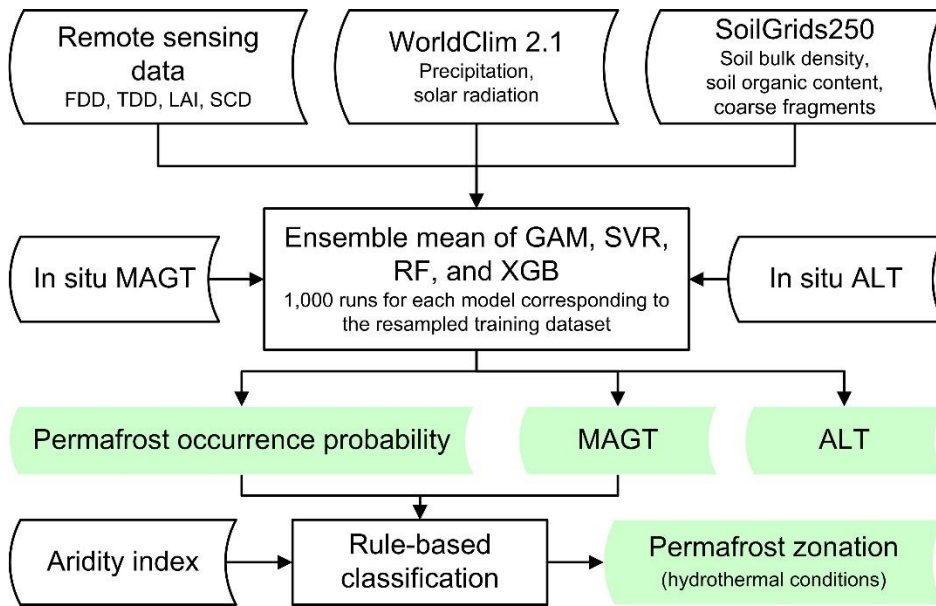 Remote sensing
data
FDD, TDD, LAI, SCD
WorldClim 2.1
Precipitation,
solar radiation
SoilGrids250
Soil bulk density,
soil organic content,
coarse fragments
In situ MAGT
Ensemble mean of GAM, SVR,
RF, and XGB
1,000 runs for each model corresponding to
the resampled training dataset
In situ ALT
Permafrost occurrence probability
MAGT
ALT
Aridity index
Rule-based
classification
Permafrost zonation
(hydrothermal conditions)